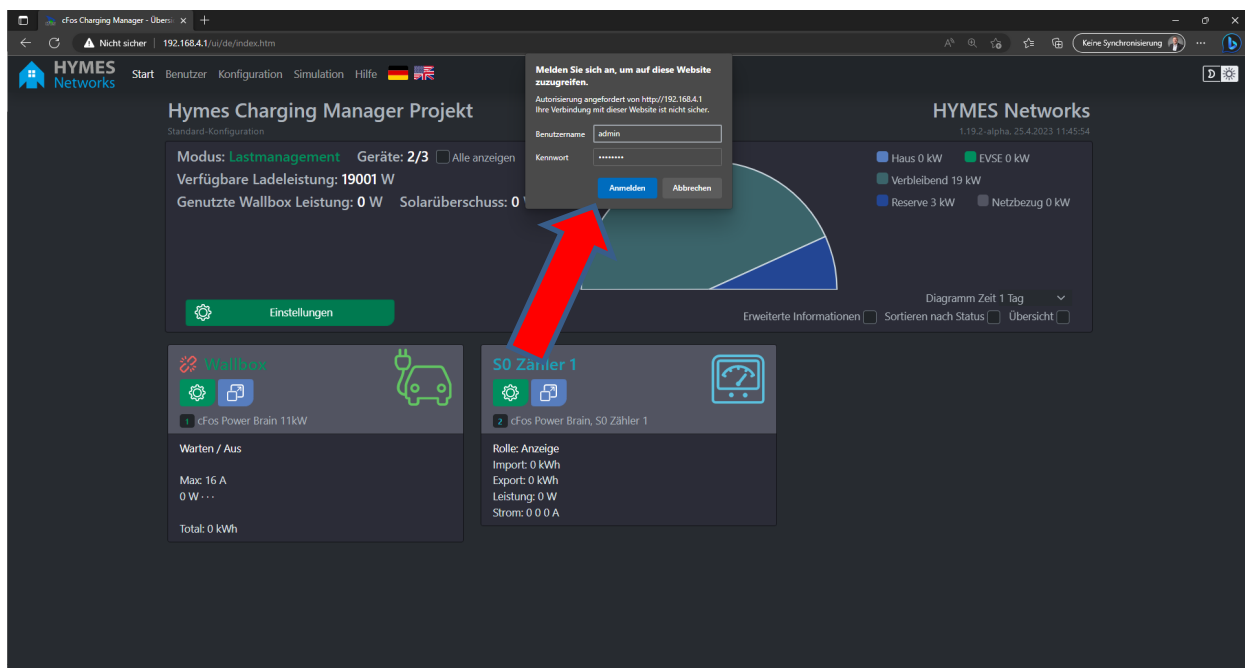 cFos Charging Manager - Übersi
Nicht sicher
192.168.4.1/ui/de/index.htm
Keine Synchronisierung
HYMES
Networks
Start Benutzer Konfiguration Simulation Hilfe
D
Melden Sie sich an, um auf diese Website
zuzugreifen.
Autorisierung angefordert von http://192.168.4.1
Ihre Verbindung mit dieser Website ist nicht sicher.
Benutzername admin
Kennwort ••••••••
Anmelden Abbrechen
Hymes Charging Manager Projekt
Standard-Konfiguration
HYMES Networks
1.19.2-alpha, 25.4.2023 11:45:54
Modus: Lastmanagement Geräte: 2/3 Alle anzeigen
Verfügbare Ladeleistung: 19001 W
Genutzte Wallbox Leistung: 0 W Solarüberschuss: 0
Haus 0 kW EVSE 0 kW
Verbleibend 19 kW
Reserve 3 kW Netzbezug 0 kW
Einstellungen
Diagramm Zeit 1 Tag
Erweiterte Informationen Sortieren nach Status Übersicht
Wallbox
1 cFos Power Brain 11kW
Warten / Aus
Max: 16 A
0 W · · ·
Total: 0 kWh
S0 Zähler 1
2 cFos Power Brain, S0 Zähler 1
Rolle: Anzeige
Import: 0 kWh
Export: 0 kWh
Leistung: 0 W
Strom: 0 0 0 A